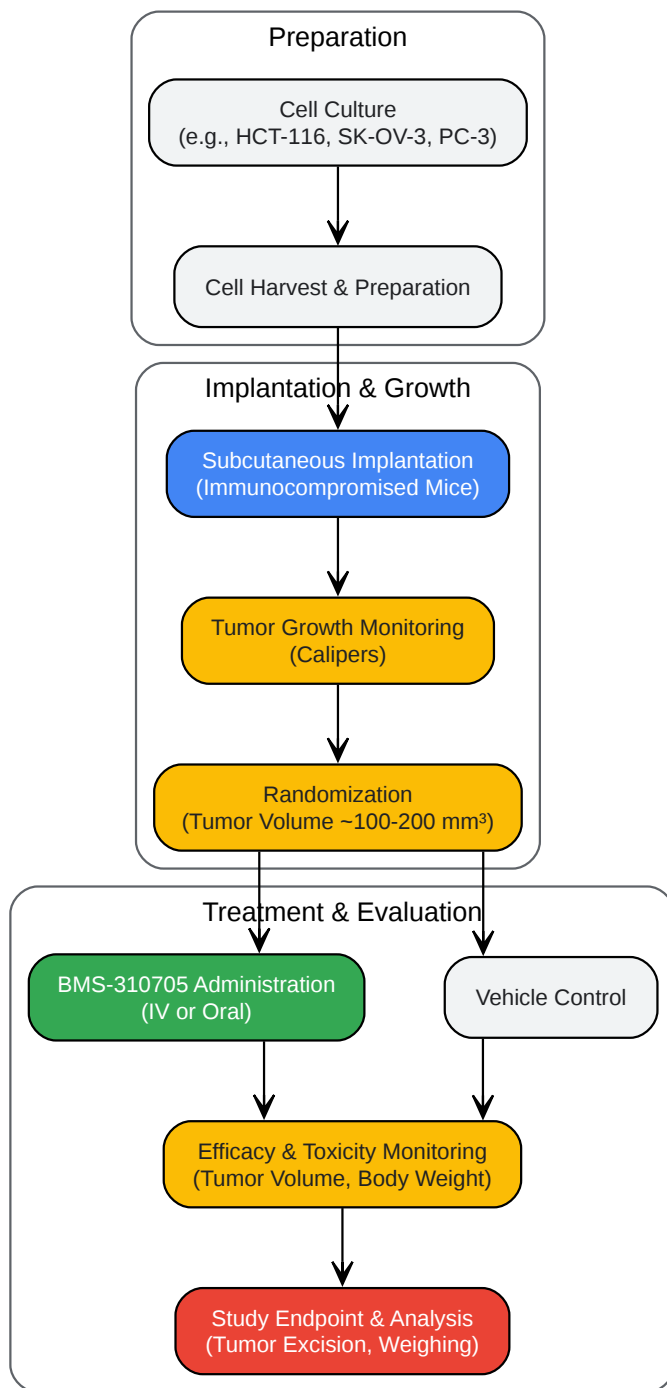 Preparation
Cell Culture
(e.g., HCT-116, SK-OV-3, PC-3)
Cell Harvest & Preparation
Implantation & Growth
Subcutaneous Implantation
(Immunocompromised Mice)
Tumor Growth Monitoring
(Calipers)
Randomization
(Tumor Volume ~100-200 mm³)
Treatment & Evaluation
BMS-310705 Administration
(IV or Oral)
Vehicle Control
Efficacy & Toxicity Monitoring
(Tumor Volume, Body Weight)
Study Endpoint & Analysis
(Tumor Excision, Weighing)